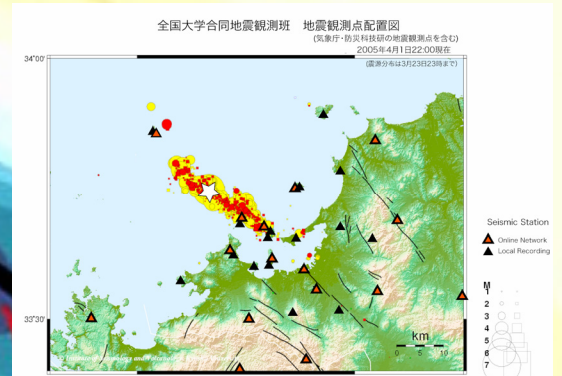 全国大学合同地震観測班 地震観測点配置図
(気象庁・防災科技研の地震観測点を含む)
2005年4月1日22:00現在
(震源分布は3月23日23時まで)
34°00'
33°30'
Seismic Station
Online Network
Local Recording
M
1
2
3
4
5
6
7
km
0 5 10